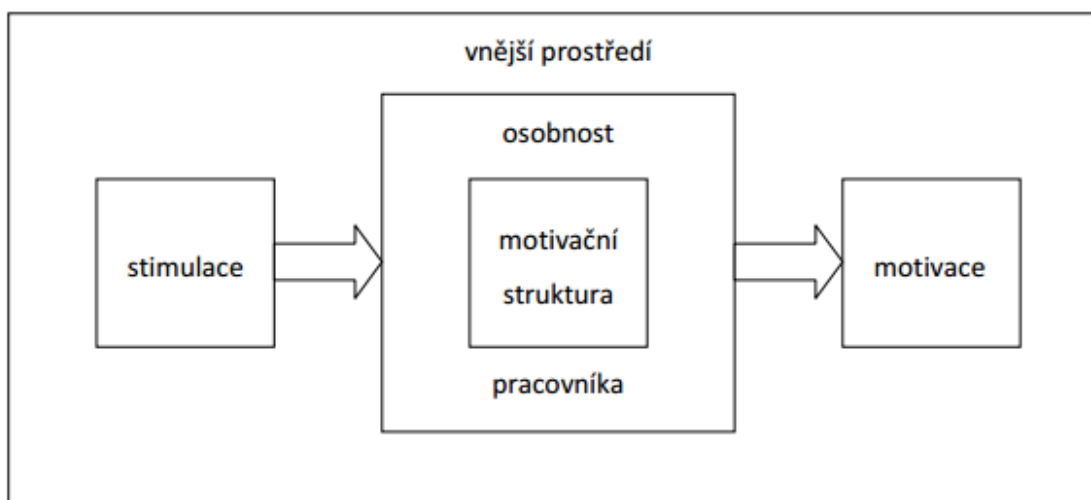 vnější prostředí
osobnost
stimulace
motivační
struktura
motivace
pracovníka